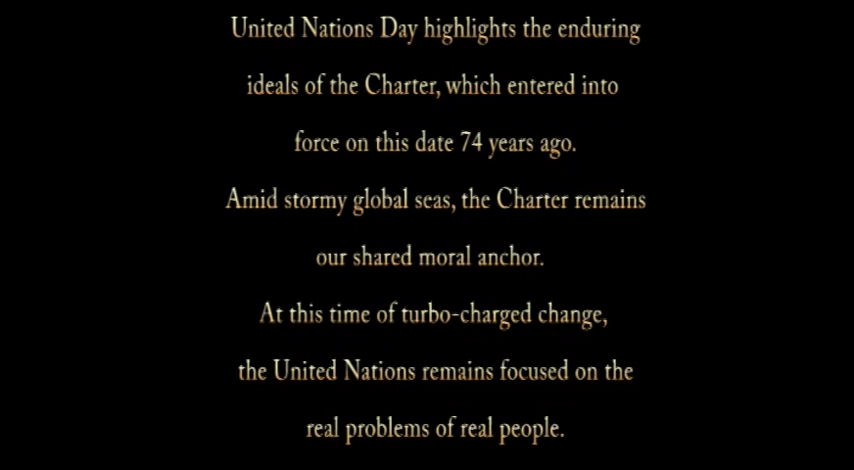 United Nations Day highlights the enduring
ideals of the Charter, which entered into
force on this date 74 years ago.
Amid stormy global seas, the Charter remains
our shared moral anchor.
At this time of turbo-charged change,
the United Nations remains focused on the
real problems of real people.